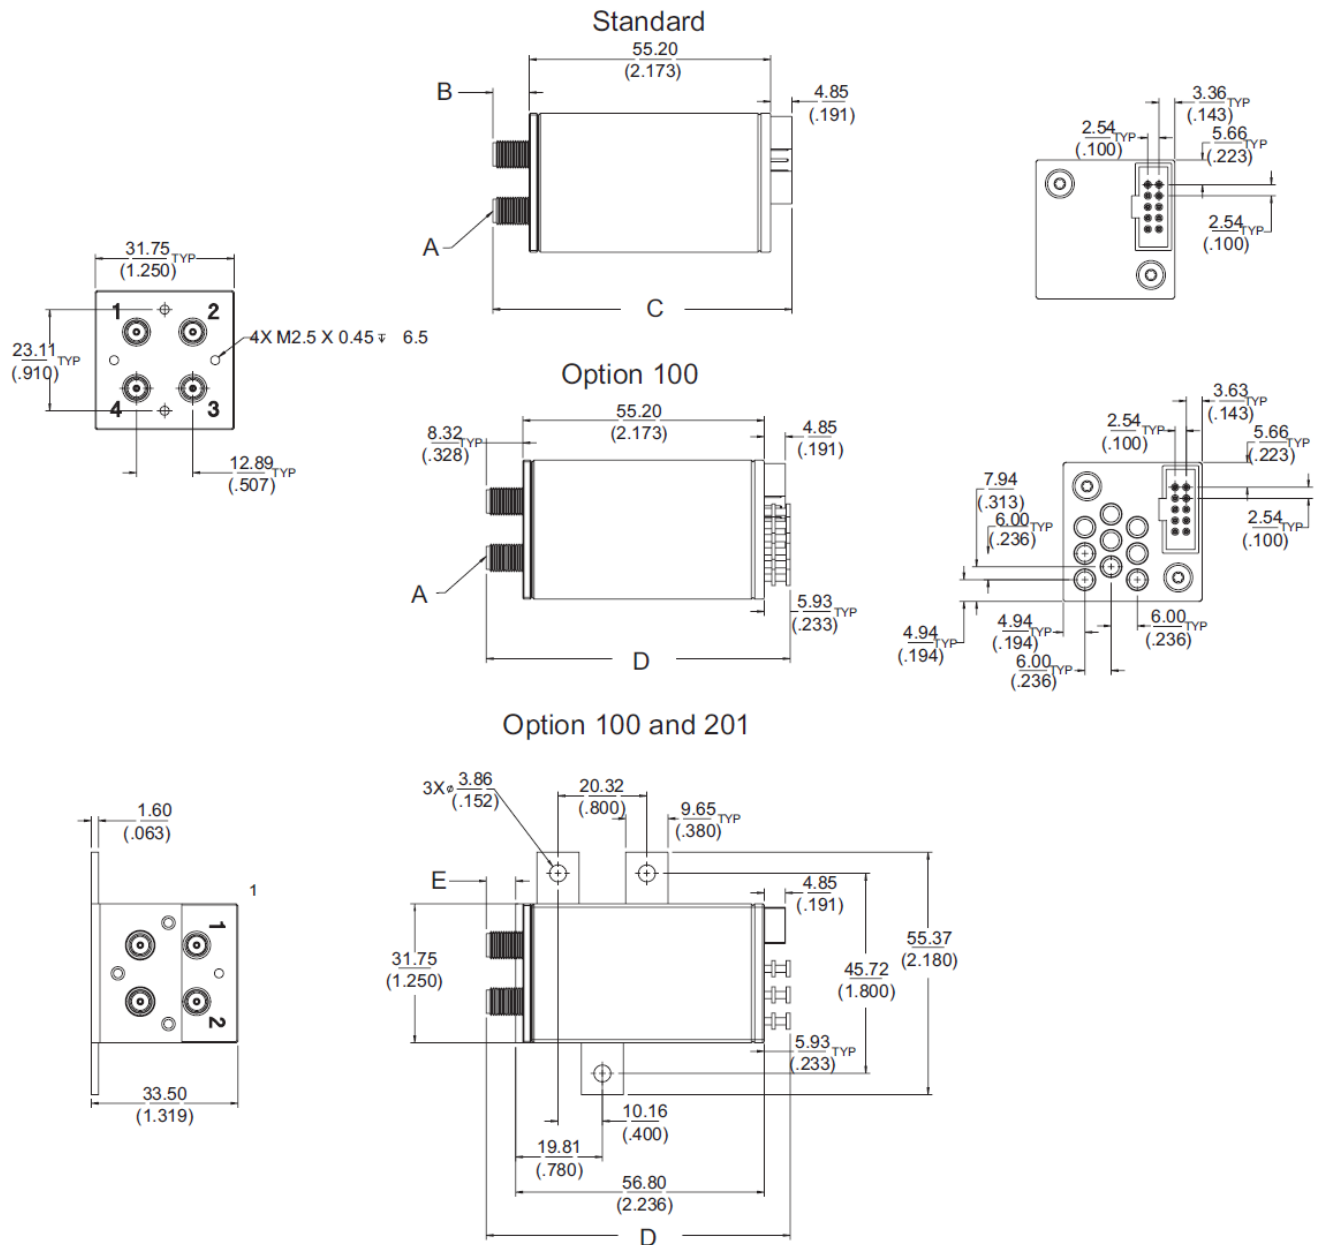 Standard
55.20
(2.173)
B
4.85
(.191)
A
C
3.36 TYP
(.143)
2.54 TYP
(.100)
5.66 TYP
(.223)
2.54 TYP
(.100)
31.75 TYP
(1.250)
1 2
23.11 TYP
(.910)
4X M2.5 X 0.45 ↧ 6.5
4 3
12.89 TYP
(.507)
Option 100
55.20
(2.173)
8.32 TYP
(.328)
4.85
(.191)
A
5.93 TYP
(.233)
D
3.63 TYP
(.143)
2.54 TYP
(.100)
5.66 TYP
(.223)
7.94
(.313)
6.00 TYP
(.236)
2.54 TYP
(.100)
4.94 TYP
(.194)
4.94 TYP
(.194)
6.00 TYP
(.236)
6.00 TYP
(.236)
Option 100 and 201
1.60
(.063)
1
1
2
33.50
(1.319)
3X ⌀ 3.86
(.152)
20.32
(.800)
9.65 TYP
(.380)
E
4.85
(.191)
31.75
(1.250)
55.37
(2.180)
45.72
(1.800)
5.93 TYP
(.233)
10.16
(.400)
19.81
(.780)
56.80
(2.236)
D